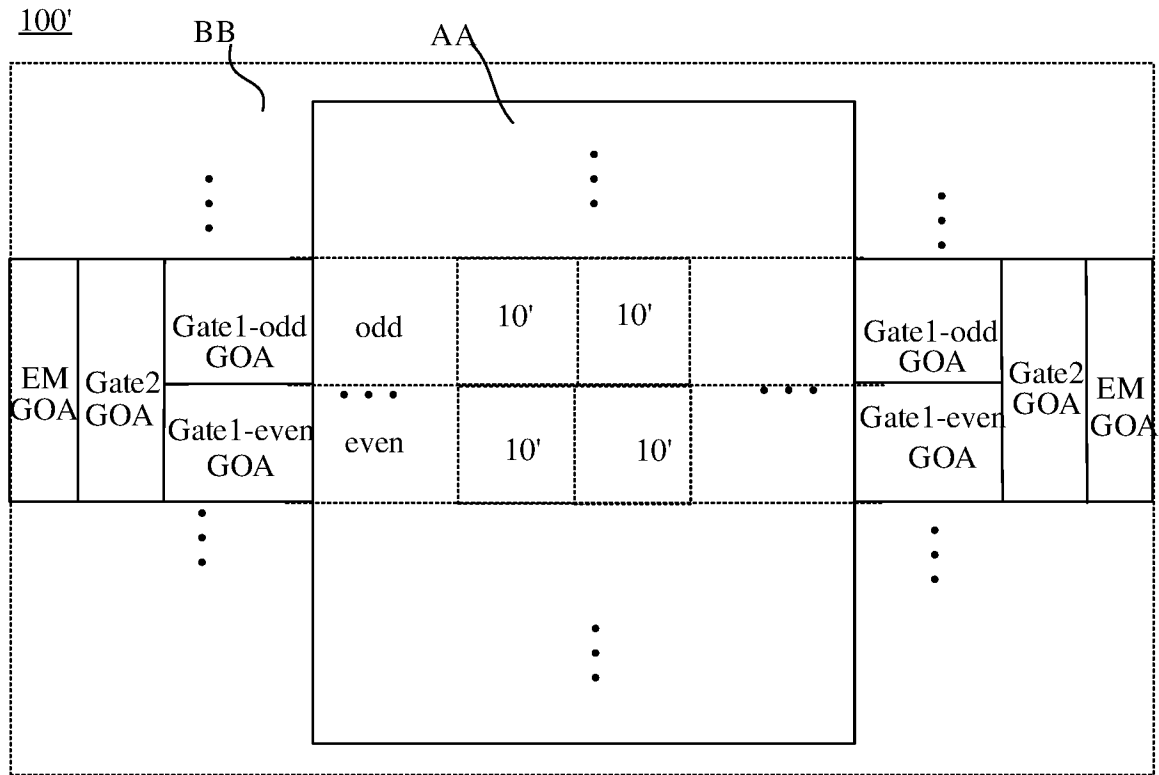 100'
BB
AA
EM
GOA
Gate2
GOA
Gate1-odd
GOA
Gate1-even
GOA
odd
10'
10'
even
10'
10'
Gate1-odd
GOA
Gate1-even
GOA
Gate2
GOA
EM
GOA